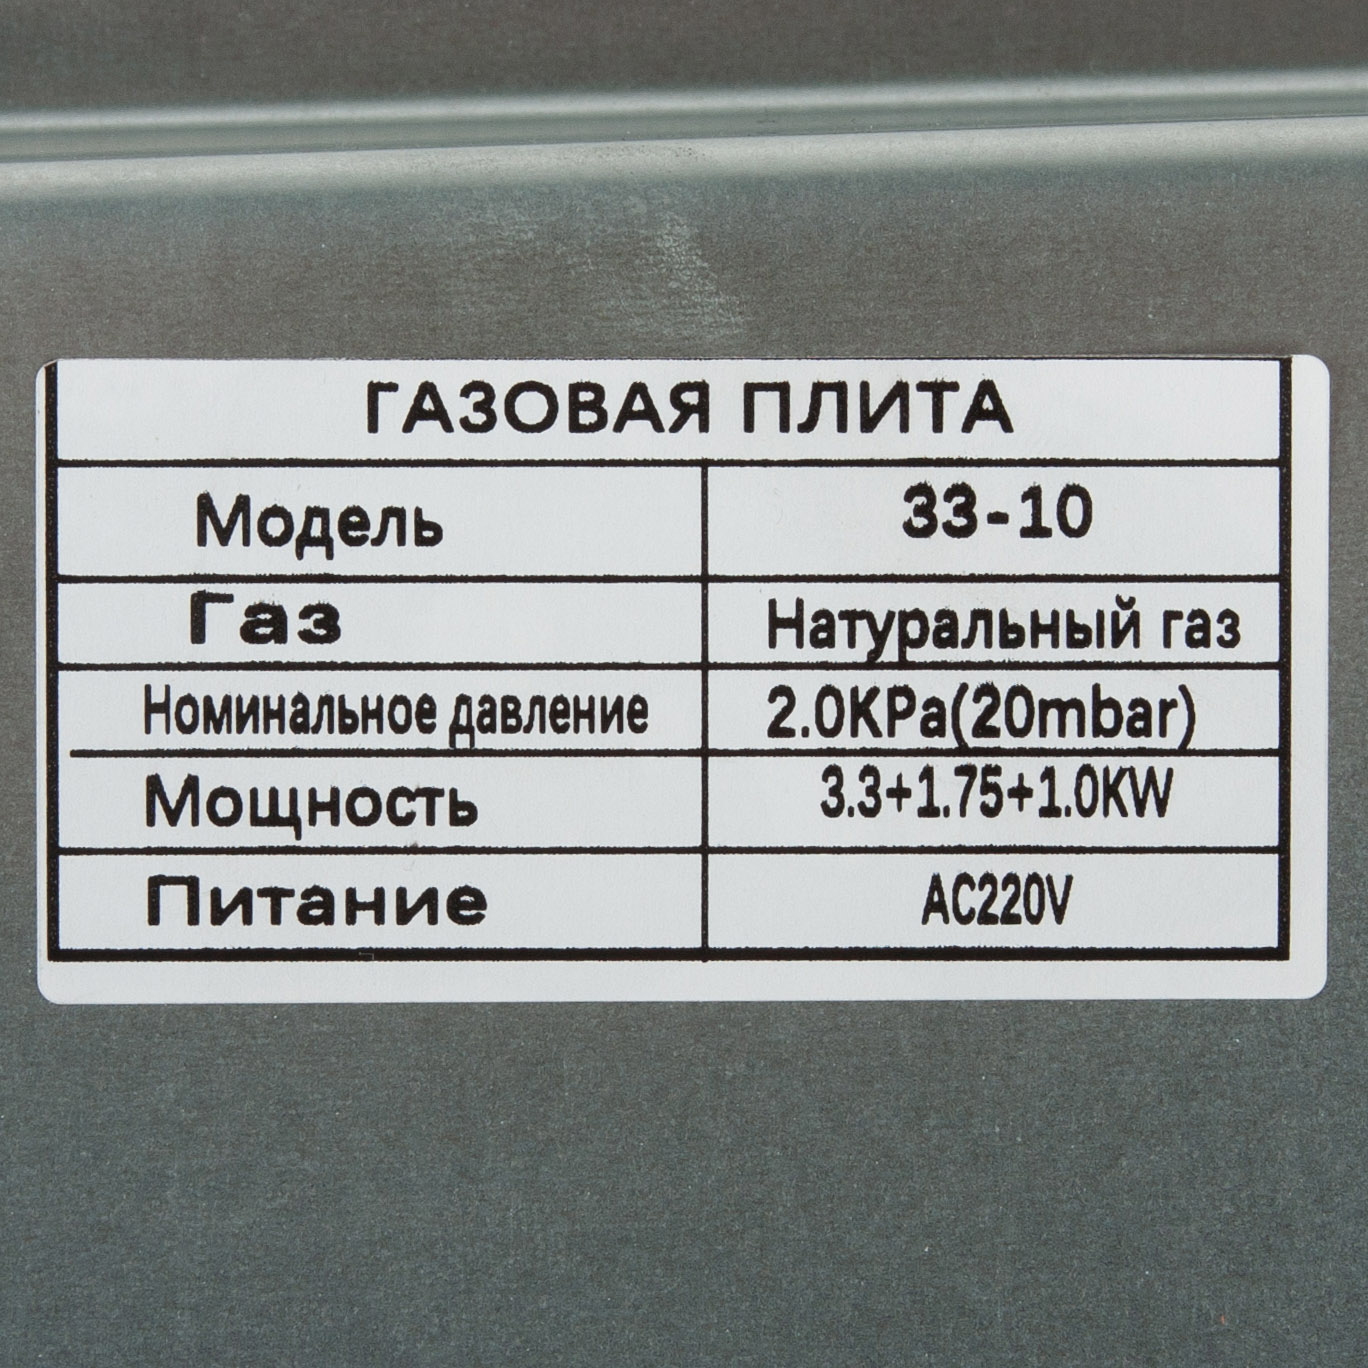 ГАЗОВАЯ ПЛИТА
Модель 33-10
Газ Натуральный газ
Номинальное давление 2.0KPa(20mbar)
Мощность 3.3+1.75+1.0KW
Питание AC220V